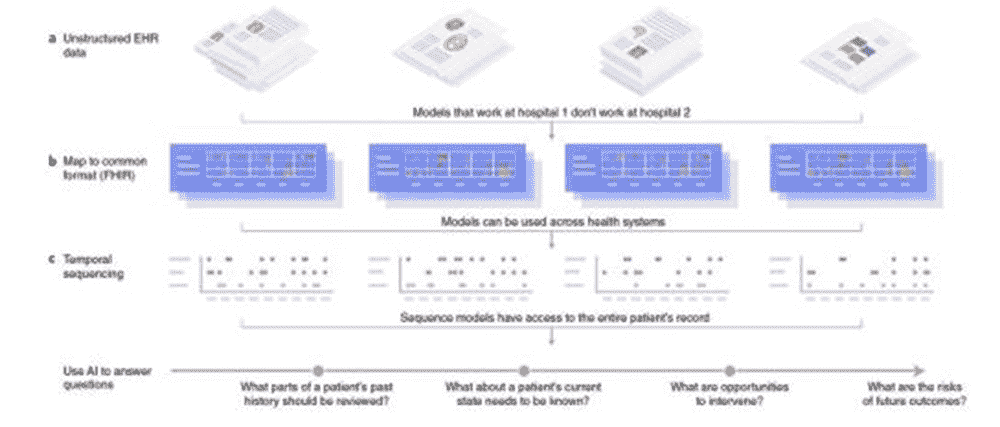 a Unstructured EHR
data
Models that work at hospital 1 don't work at hospital 2
b Map to common
format (FHIR)
Models can be used across health systems
c Temporal
sequencing
Sequence models have access to the entire patient's record
Use AI to answer
questions
What parts of a patient's past
history should be reviewed?
What about a patient's current
state needs to be known?
What are opportunities
to intervene?
What are the risks
of future outcomes?